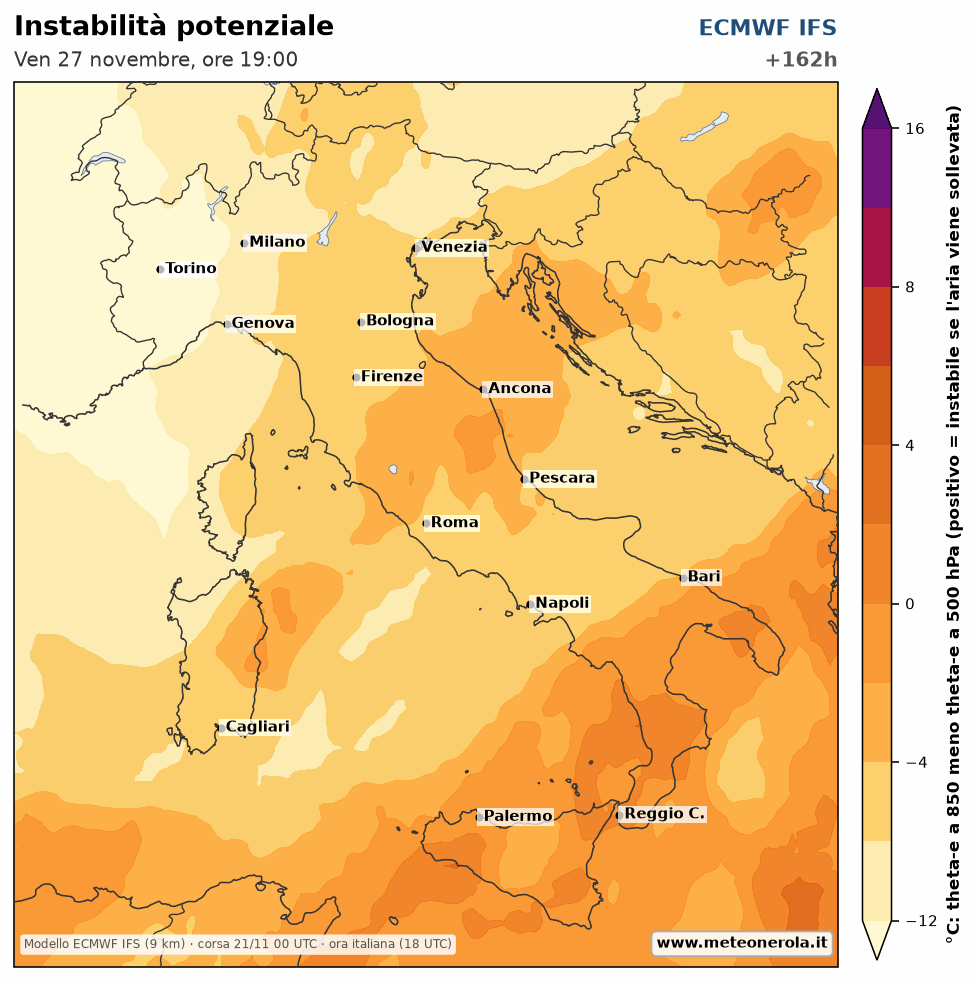 Instabilità potenziale
ECMWF IFS
Ven 27 novembre, ore 19:00
+162h
Milano
Venezia
Torino
Genova
Bologna
Firenze
Ancona
Pescara
Roma
Bari
Napoli
Cagliari
Palermo
Reggio C.
16
8
4
0
−4
−12
°C: theta-e a 850 meno theta-e a 500 hPa (positivo = instabile se l'aria viene sollevata)
Modello ECMWF IFS (9 km) · corsa 21/11 00 UTC · ora italiana (18 UTC)
www.meteonerola.it